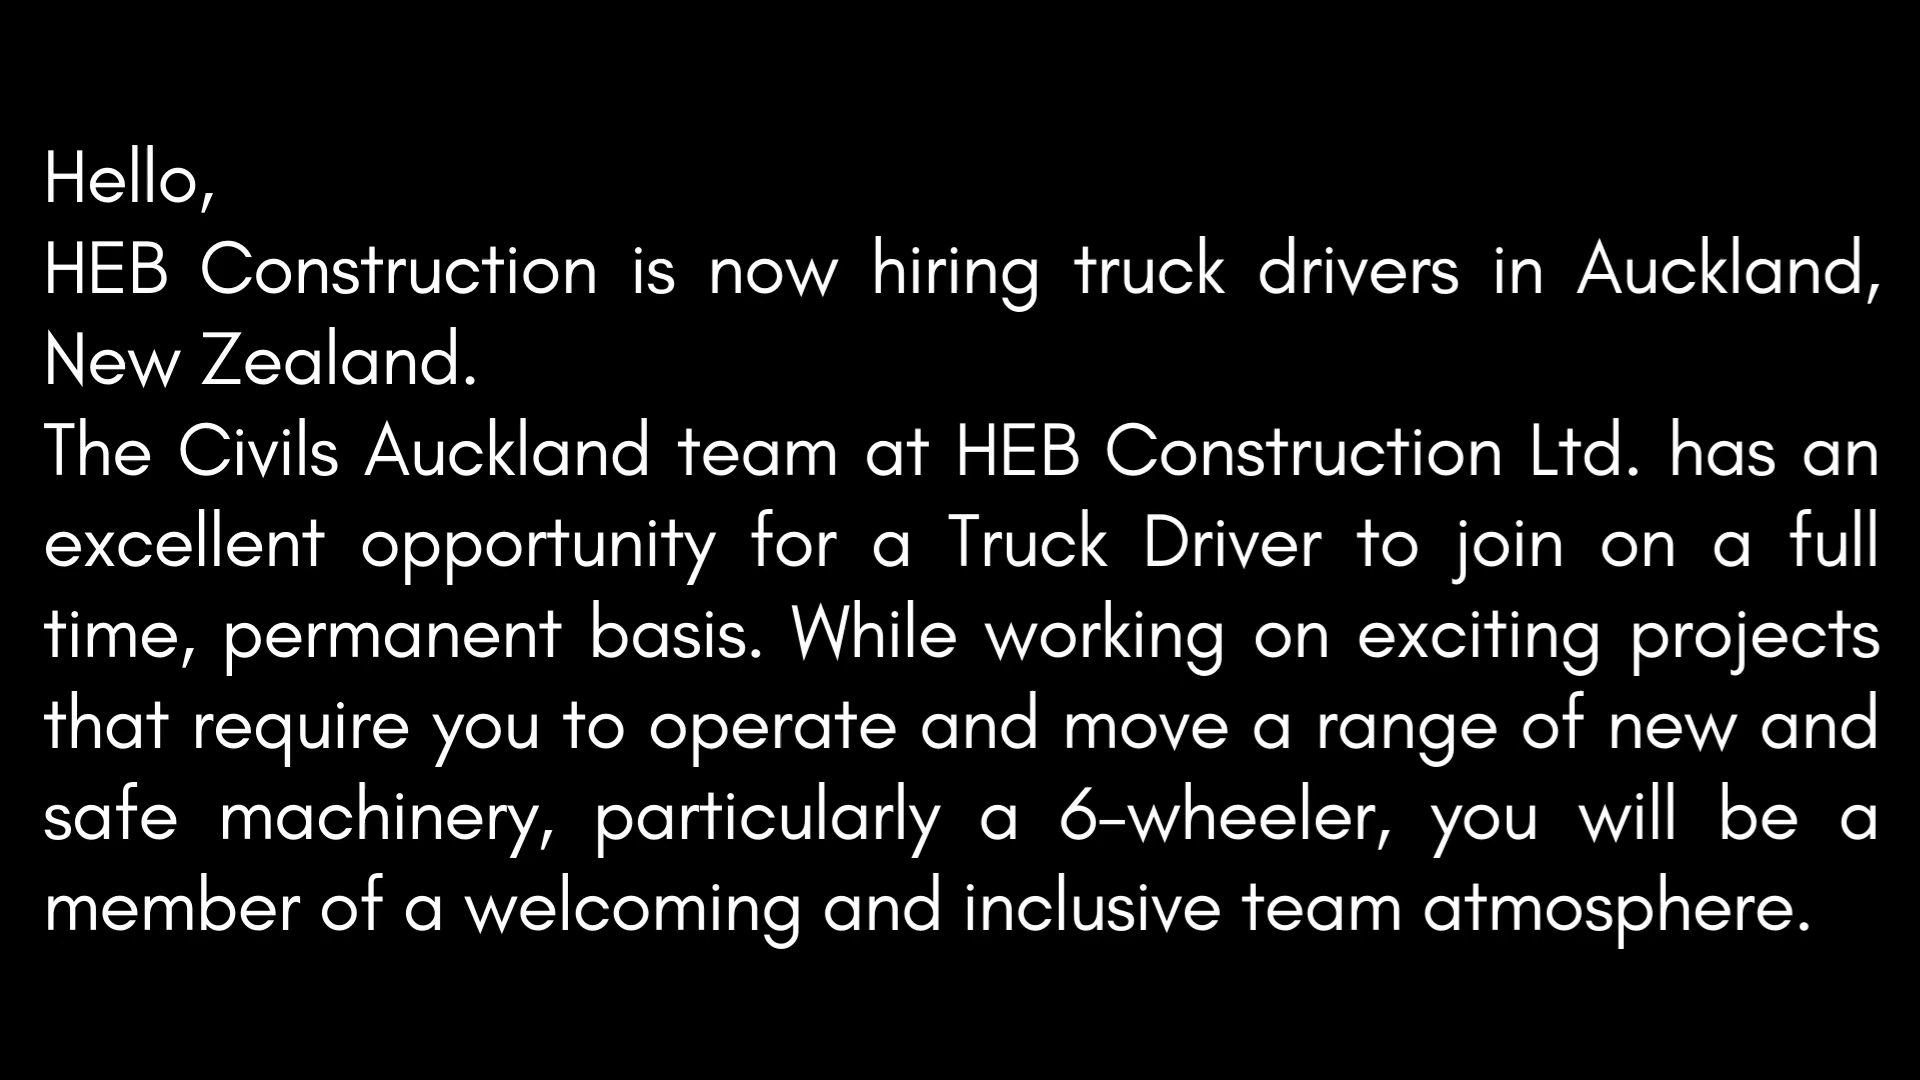 Hello,
HEB Construction is now hiring truck drivers in Auckland,
New Zealand.
The Civils Auckland team at HEB Construction Ltd. has an
excellent opportunity for a Truck Driver to join on a full
time, permanent basis. While working on exciting projects
that require you to operate and move a range of new and
safe machinery, particularly a 6-wheeler, you will be a
member of a welcoming and inclusive team atmosphere.